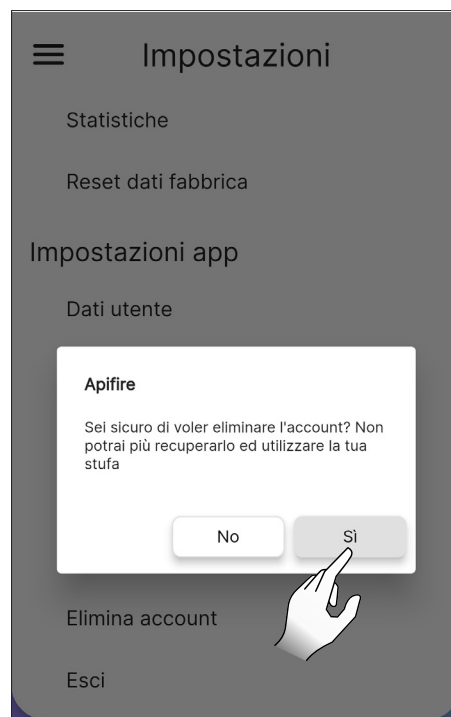 Impostazioni
Statistiche
Reset dati fabbrica
Impostazioni app
Dati utente
Apifire
Sei sicuro di voler eliminare l'account? Non
potrai più recuperarlo ed utilizzare la tua
stufa
No
Sì
Elimina account
Esci